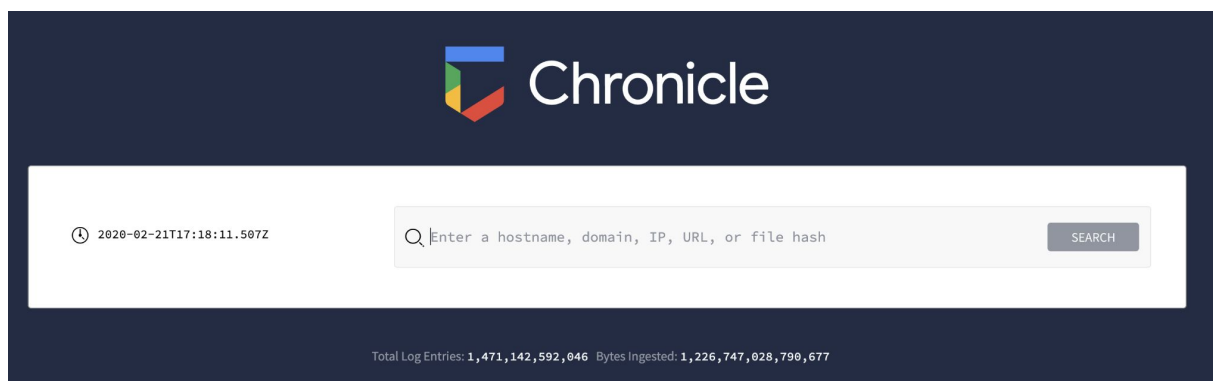 Chronicle
2020-02-21T17:18:11.507Z
Enter a hostname, domain, IP, URL, or file hash
SEARCH
Total Log Entries: 1,471,142,592,046 Bytes Ingested: 1,226,747,028,790,677